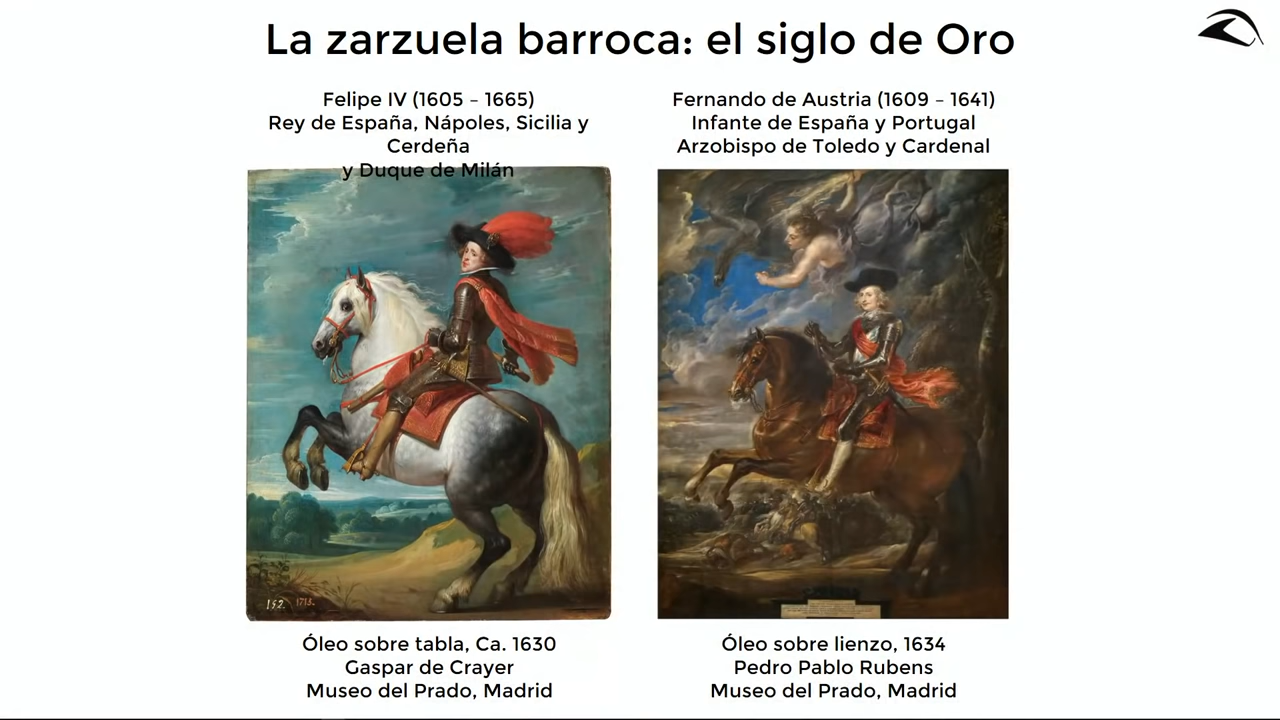 La zarzuela barroca: el siglo de Oro
Felipe IV (1605 – 1665)
Rey de España, Nápoles, Sicilia y
Cerdeña
y Duque de Milán
Fernando de Austria (1609 – 1641)
Infante de España y Portugal
Arzobispo de Toledo y Cardenal
152.
1713.
Óleo sobre tabla, Ca. 1630
Gaspar de Crayer
Museo del Prado, Madrid
Óleo sobre lienzo, 1634
Pedro Pablo Rubens
Museo del Prado, Madrid